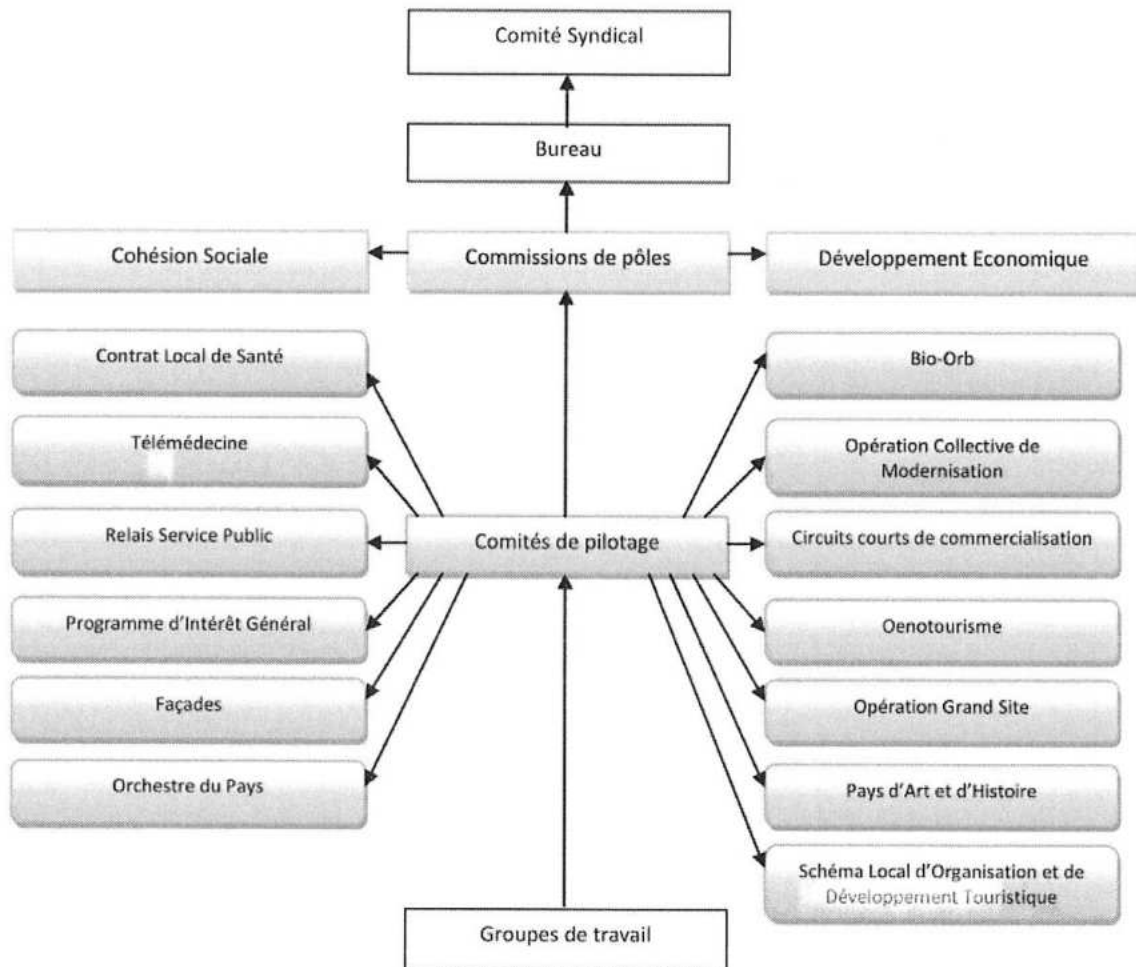 Comité Syndical
Bureau
Cohésion Sociale
Commissions de pôles
Développement Economique
Contrat Local de Santé
Bio-Orb
Télémédecine
Opération Collective de
Modernisation
Relais Service Public
Comités de pilotage
Circuits courts de commercialisation
Programme d'Intérêt Général
Oenotourisme
Façades
Opération Grand Site
Orchestre du Pays
Pays d'Art et d'Histoire
Schéma Local d'Organisation et de
Développement Touristique
Groupes de travail